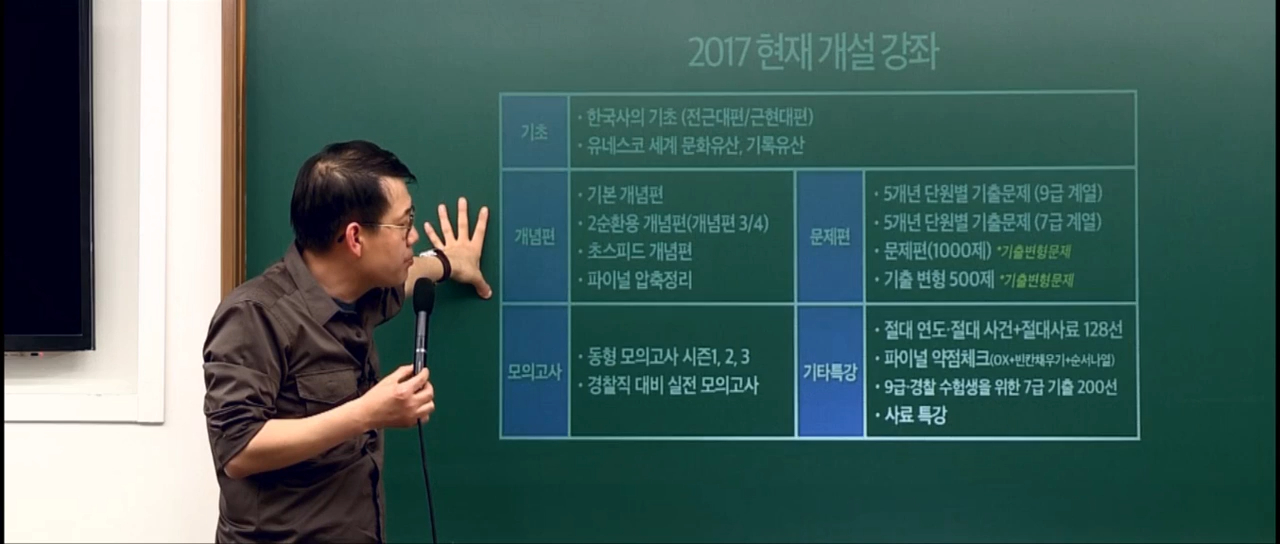 2017 현재 개설 강좌
기초
· 한국사의 기초 (전근대편/근현대편)
· 유네스코 세계 문화유산, 기록유산
개념편
· 기본 개념편
· 2순환용 개념편(개념편 3/4)
· 초스피드 개념편
· 파이널 압축정리
문제편
· 5개년 단원별 기출문제 (9급 계열)
· 5개년 단원별 기출문제 (7급 계열)
· 문제편(1000제) *기출변형문제
· 기출 변형 500제 *기출변형문제
모의고사
· 동형 모의고사 시즌1, 2, 3
· 경찰직 대비 실전 모의고사
기타특강
· 절대 연도·절대 사건+절대사료 128선
· 파이널 약점체크(OX+빈칸채우기+순서나열)
· 9급·경찰 수험생을 위한 7급 기출 200선
· 사료 특강